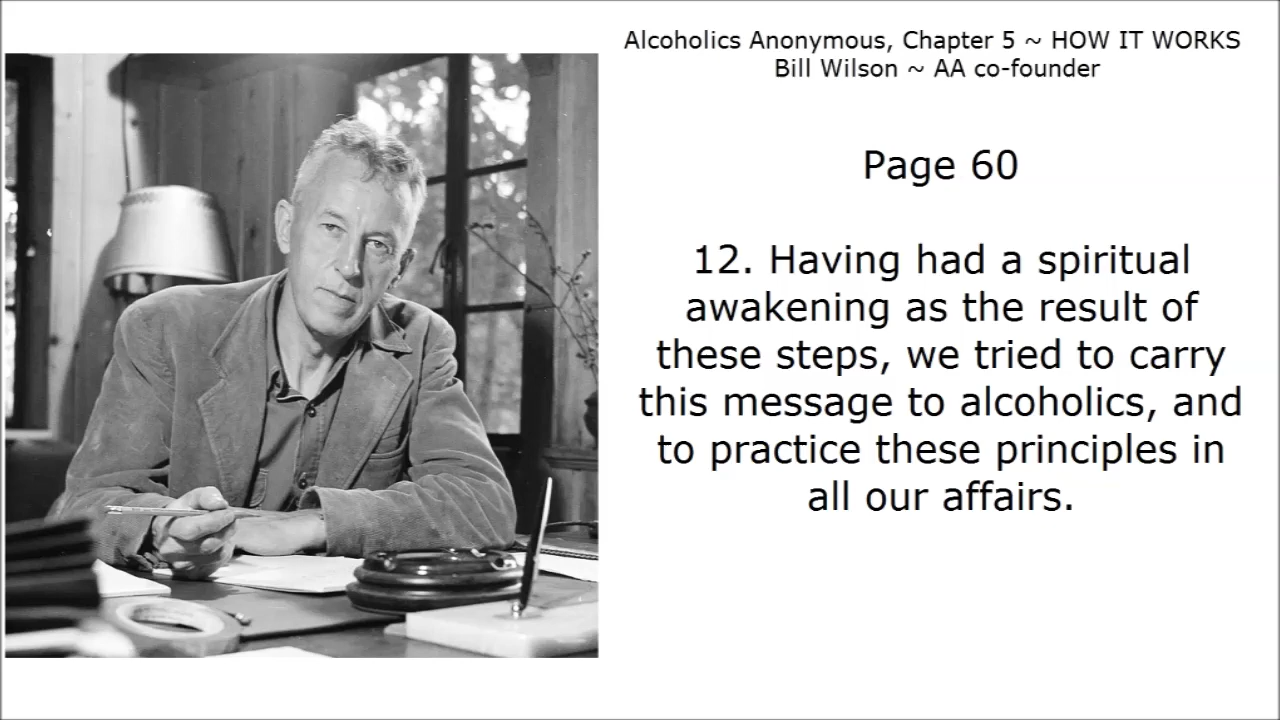 Alcoholics Anonymous, Chapter 5 ~ HOW IT WORKS
Bill Wilson ~ AA co-founder
Page 60
12. Having had a spiritual
awakening as the result of
these steps, we tried to carry
this message to alcoholics, and
to practice these principles in
all our affairs.